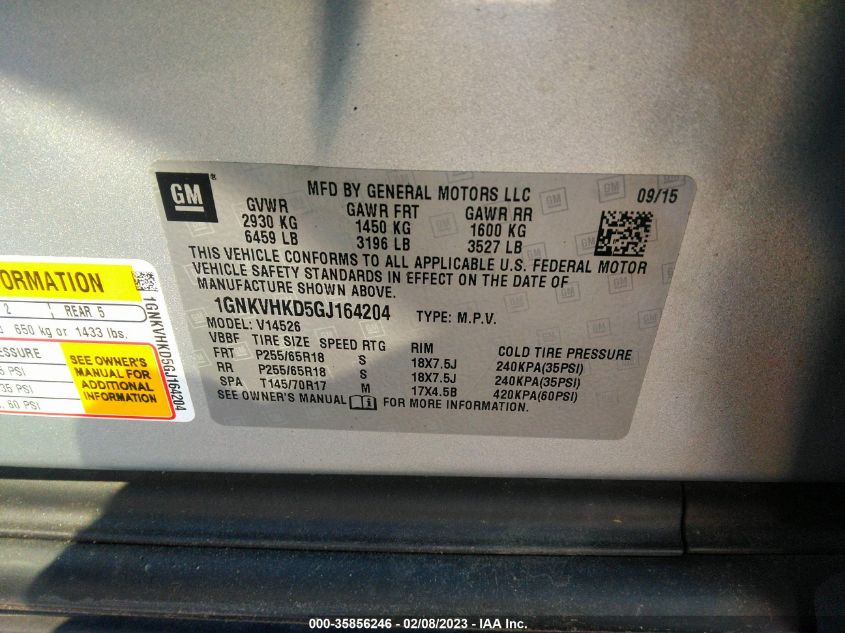 GM
MFD BY GENERAL MOTORS LLC
09/15
GVWR GAWR FRT GAWR RR
2930 KG 1450 KG 1600 KG
6459 LB 3196 LB 3527 LB
THIS VEHICLE CONFORMS TO ALL APPLICABLE U.S. FEDERAL MOTOR
VEHICLE SAFETY STANDARDS IN EFFECT ON THE DATE OF
MANUFACTURE SHOWN ABOVE.
1GNKVHKD5GJ164204 TYPE: M.P.V.
MODEL: V14526
VBBF TIRE SIZE SPEED RTG RIM COLD TIRE PRESSURE
FRT P255/65R18 S 18X7.5J 240KPA(35PSI)
RR P255/65R18 S 18X7.5J 240KPA(35PSI)
SPA T145/70R17 M 17X4.5B 420KPA(60PSI)
SEE OWNER'S MANUAL FOR MORE INFORMATION.
FORMATION
2 REAR 5
650 kg or 1433 lbs.
SEE OWNER'S
MANUAL FOR
ADDITIONAL
INFORMATION
35 PSI
60 PSI
1GNKVHKD5GJ164204
000-35856246 - 02/08/2023 - IAA, Inc.